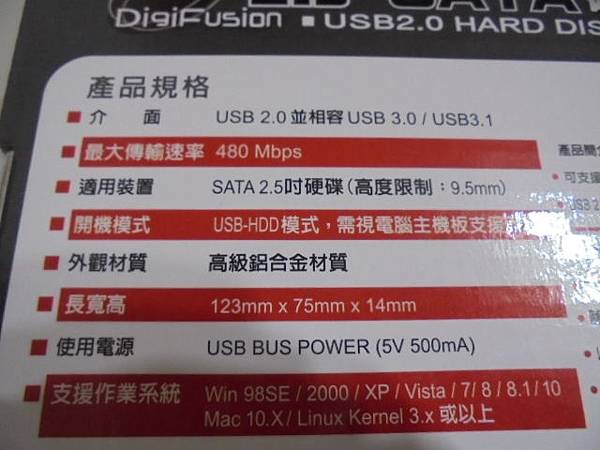 DigiFusion ■ USB2.0 HARD DIS
產品規格
■ 介 面 USB 2.0 並相容 USB 3.0 / USB3.1
■ 最大傳輸速率 480 Mbps
■ 適用裝置 SATA 2.5吋硬碟(高度限制：9.5mm)
■ 開機模式 USB-HDD模式，需視電腦主機板支援
■ 外觀材質 高級鋁合金材質
■ 長寬高 123mm x 75mm x 14mm
■ 使用電源 USB BUS POWER (5V 500mA)
■ 支援作業系統 Win 98SE / 2000 / XP / Vista / 7/ 8 / 8.1/ 10
Mac 10.X/ Linux Kernel 3.x 或以上
產品簡
• 可支援